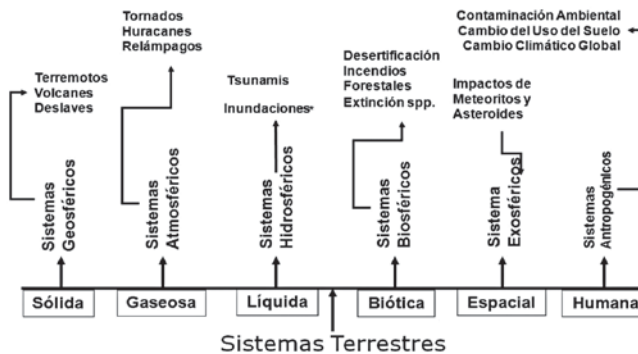 Tornados
Huracanes
Relámpagos
Contaminación Ambiental
Cambio del Uso del Suelo
Cambio Climático Global
Terremotos
Volcanes
Deslaves
Tsunamis
Inundaciones
Desertificación
Incendios
Forestales
Extinción spp.
Impactos de
Meteoritos y
Asteroides
Sistemas
Geosféricos
Sistemas
Atmosféricos
Sistemas
Hidrosféricos
Sistemas
Biosféricos
Sistema
Exosféricos
Sistemas
Antropogénicos
Sólida
Gaseosa
Líquida
Biótica
Espacial
Humana
Sistemas Terrestres